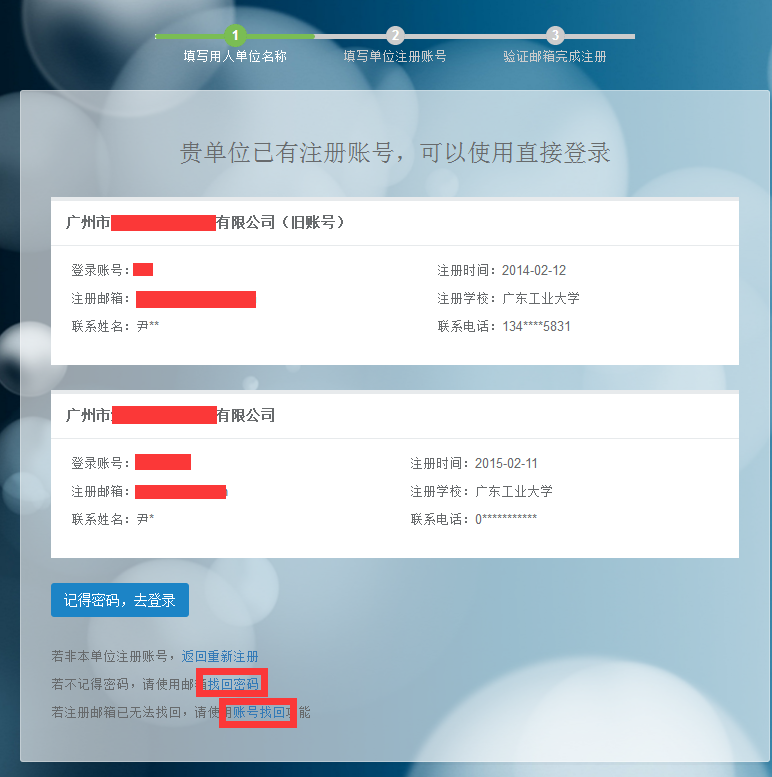 1
2
3
填写用人单位名称
填写单位注册账号
验证邮箱完成注册
贵单位已有注册账号，可以使用直接登录
广州市 有限公司（旧账号）
登录账号：
注册时间：2014-02-12
注册邮箱：
注册学校：广东工业大学
联系姓名：尹**
联系电话：134****5831
广州市 有限公司
登录账号：
注册时间：2015-02-11
注册邮箱：
注册学校：广东工业大学
联系姓名：尹*
联系电话：0***********
记得密码，去登录
若非本单位注册账号，返回重新注册
若不记得密码，请使用邮箱找回密码
若注册邮箱已无法找回，请使用账号找回功能